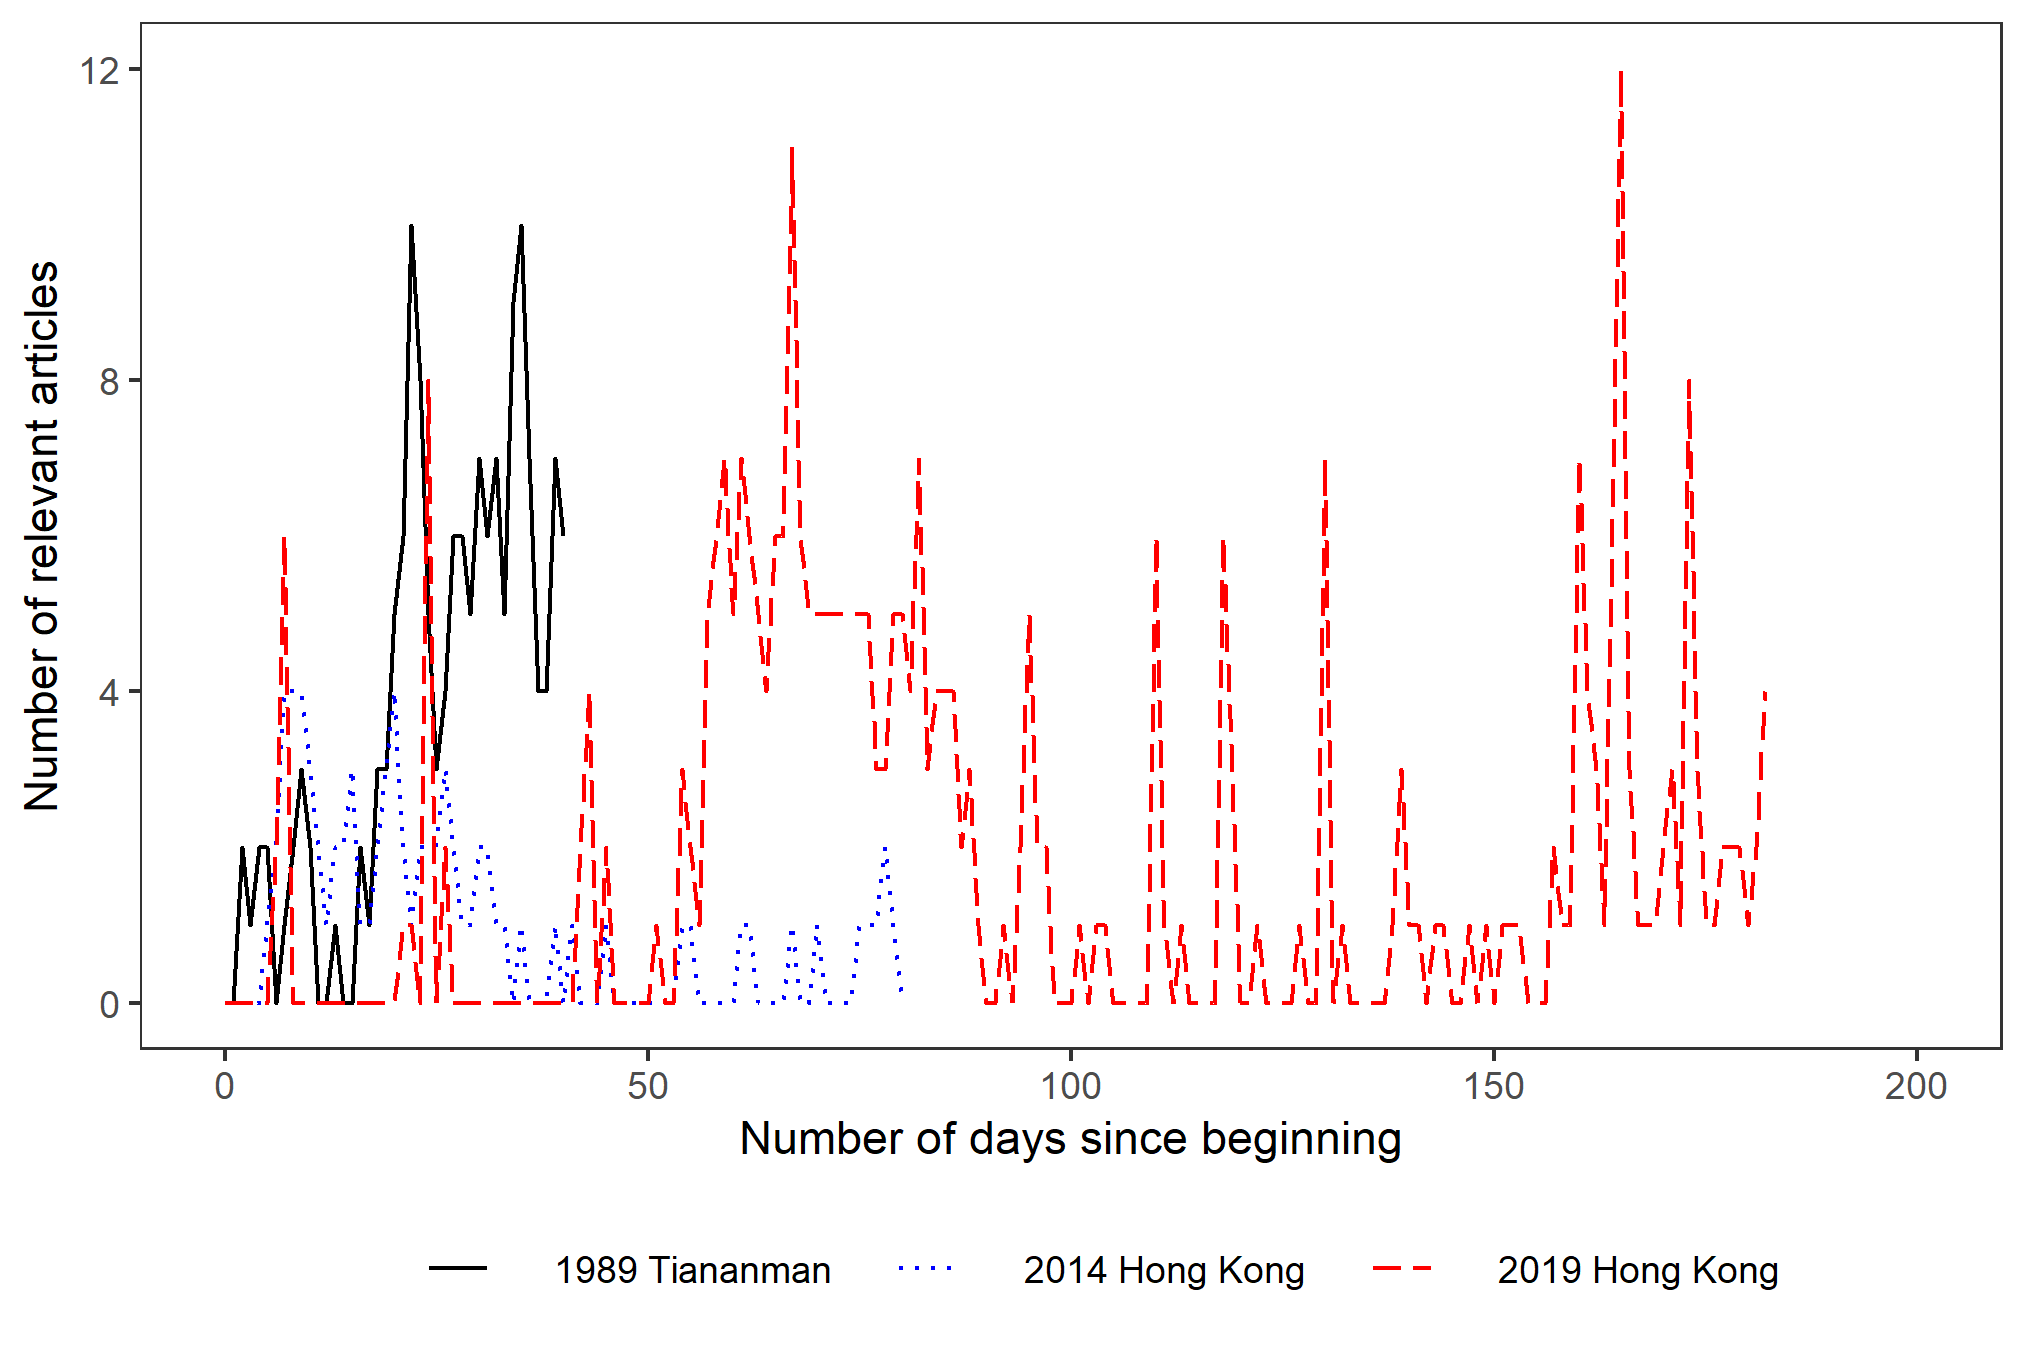 12
8
4
0
Number of relevant articles
0 50 100 150 200
Number of days since beginning
1989 Tiananman 2014 Hong Kong 2019 Hong Kong